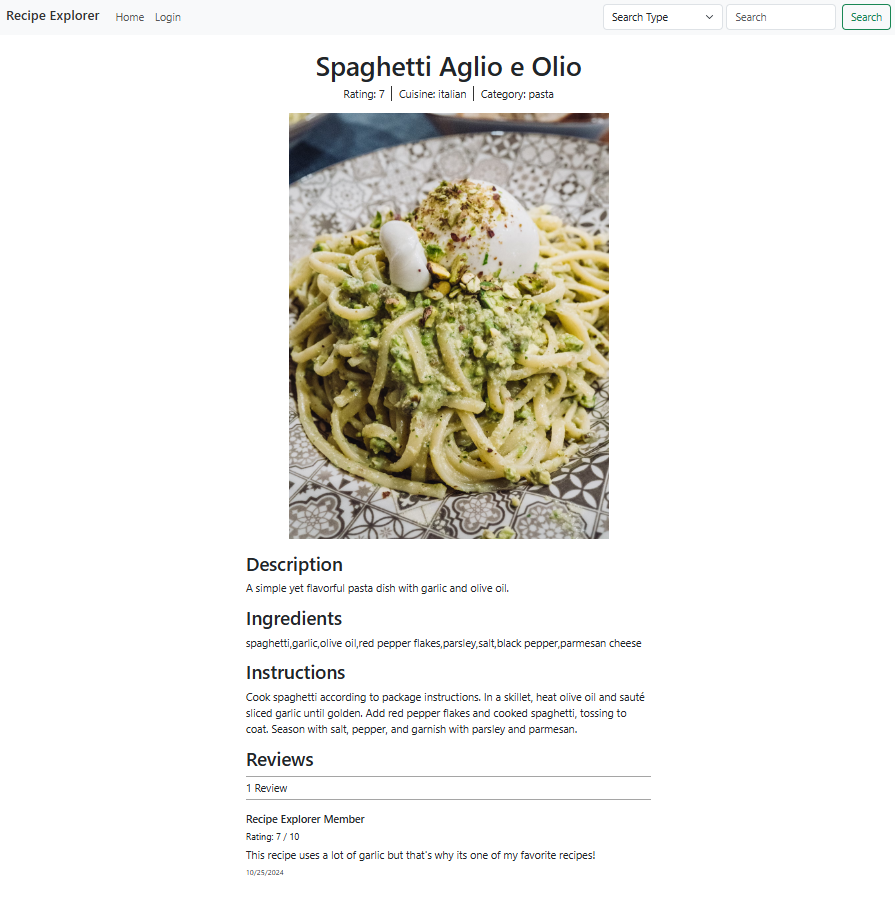 Recipe Explorer Home Login Search Type Search Search
Spaghetti Aglio e Olio
Rating: 7 Cuisine: italian Category: pasta
Description
A simple yet flavorful pasta dish with garlic and olive oil.
Ingredients
spaghetti,garlic,olive oil,red pepper flakes,parsley,salt,black pepper,parmesan cheese
Instructions
Cook spaghetti according to package instructions. In a skillet, heat olive oil and sauté
sliced garlic until golden. Add red pepper flakes and cooked spaghetti, tossing to
coat. Season with salt, pepper, and garnish with parsley and parmesan.
Reviews
1 Review
Recipe Explorer Member
Rating: 7 / 10
This recipe uses a lot of garlic but that's why its one of my favorite recipes!
10/25/2024